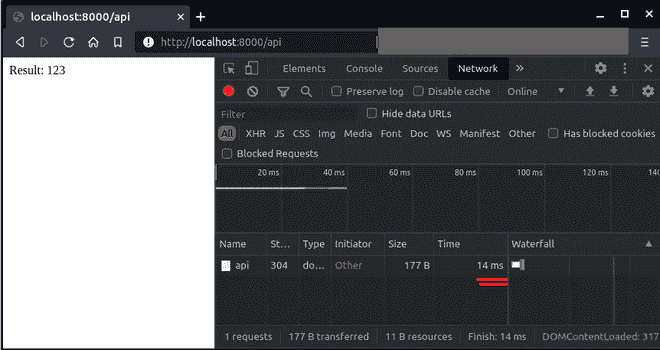 localhost:8000/api
http://localhost:8000/api
Result: 123
Elements Console Sources Network
Preserve log Disable cache Online
Filter Hide data URLs
All XHR JS CSS Img Media Font Doc WS Manifest Other Has blocked cookies
Blocked Requests
20 ms 40 ms 60 ms 80 ms 100 ms 120 ms 140
Name St... Type Initiator Size Time Waterfall
api 304 do... Other 177 B 14 ms
1 requests 177 B transferred 11 B resources Finish: 14 ms DOMContentLoaded: 317